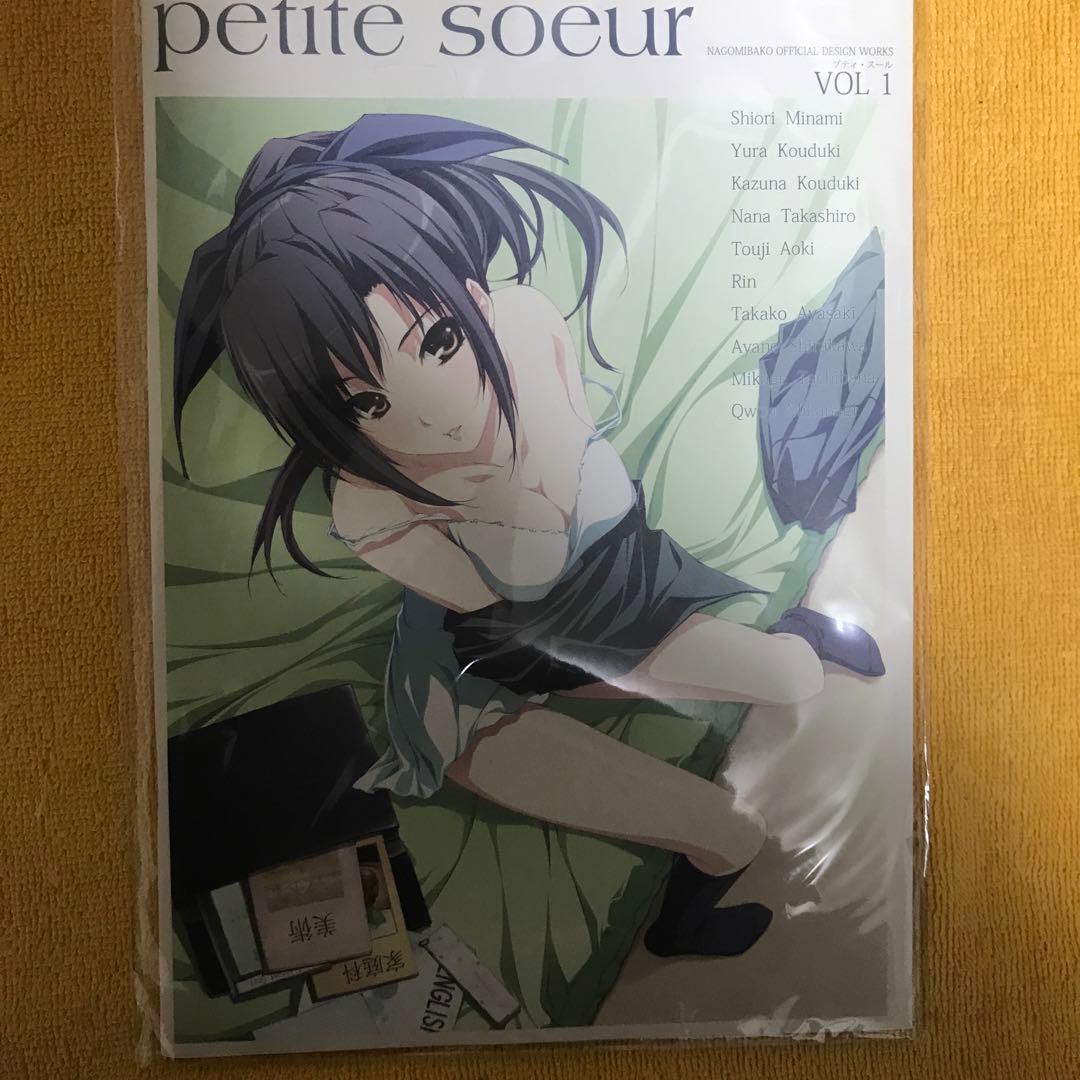 petite soeur
NAGOMIBAKO OFFICIAL DESIGN WORKS
プティ・スール
VOL 1
Shiori Minami
Yura Kouduki
Kazuna Kouduki
Nana Takashiro
Touji Aoki
Rin
Takako Ayasaki
美術
家庭科
ENGLISH